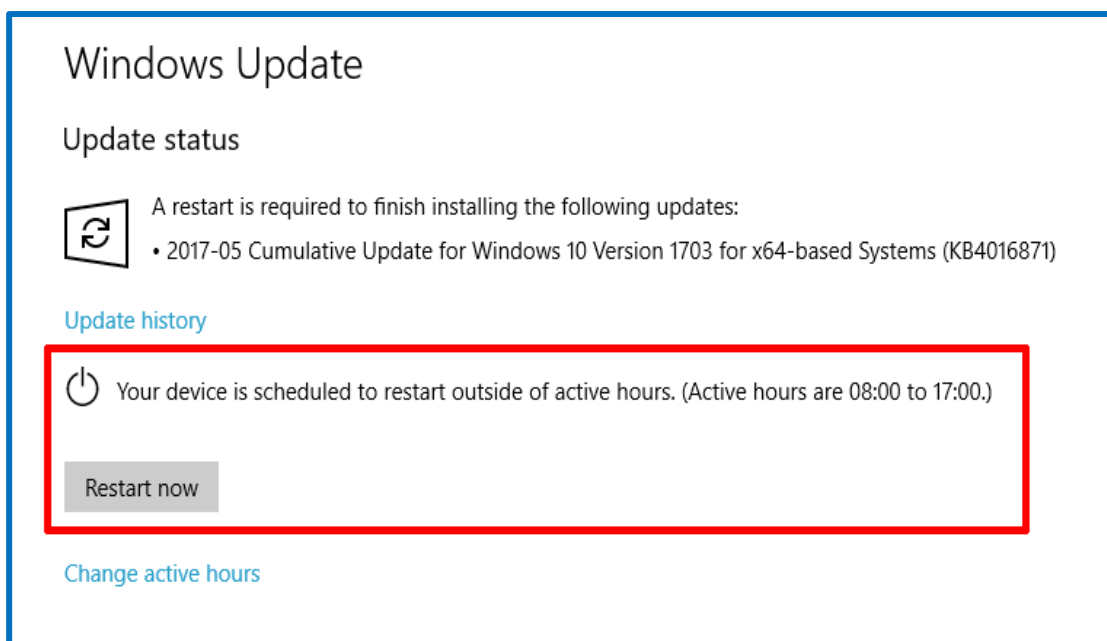 Windows Update
Update status
A restart is required to finish installing the following updates:
• 2017-05 Cumulative Update for Windows 10 Version 1703 for x64-based Systems (KB4016871)
Update history
Your device is scheduled to restart outside of active hours. (Active hours are 08:00 to 17:00.)
Restart now
Change active hours